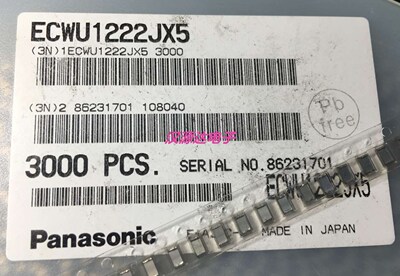 ECWU1222JX5
(3N)1ECWU1222JX5 3000
(3N)2 86231701 108040
Pb
free
3000 PCS. SERIAL NO.86231701
ECWU1222JX5
Panasonic MADE IN JAPAN